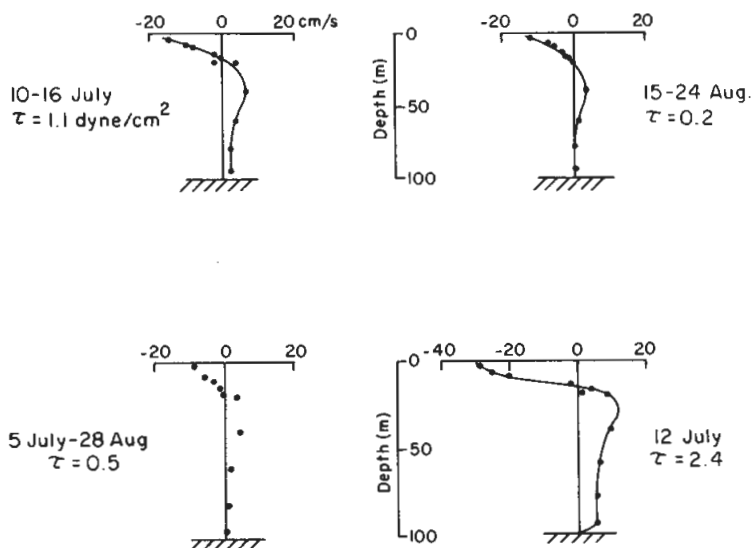 -20 0 20 cm/s
10-16 July
τ = 1.1 dyne/cm²
-20 0 20
0
-50
100
Depth (m)
15-24 Aug.
τ = 0.2
-20 0 20
5 July-28 Aug
τ = 0.5
-40 -20 0 20
-0
-50
-100
Depth (m)
12 July
τ = 2.4